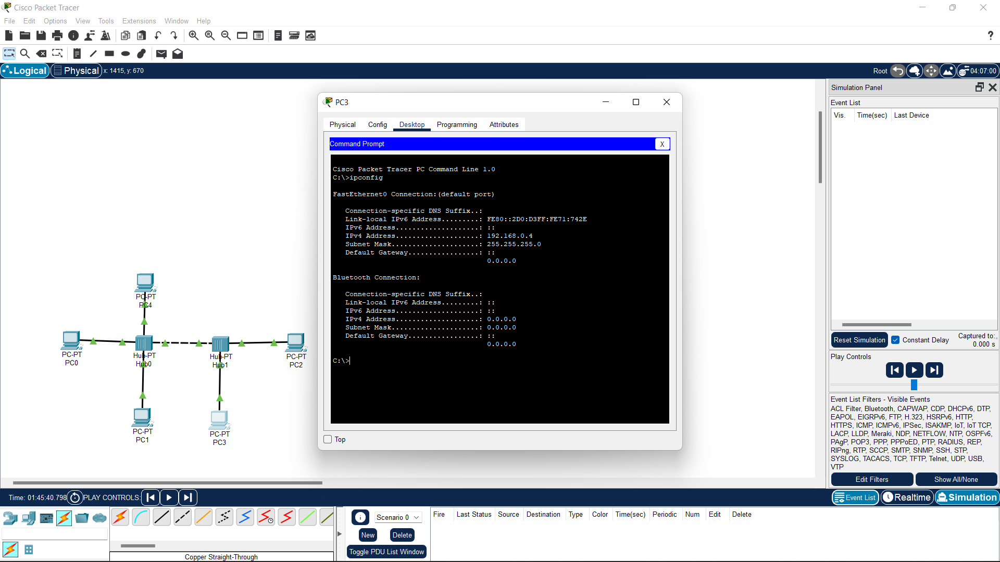 Cisco Packet Tracer
File Edit Options View Tools Extensions Window Help
?
Logical Physical x: 1415, y: 670 Root 04:07:00
PC3
Physical Config Desktop Programming Attributes
Command Prompt X
Cisco Packet Tracer PC Command Line 1.0
C:\>ipconfig
FastEthernet0 Connection:(default port)
Connection-specific DNS Suffix..:
Link-local IPv6 Address.........: FE80::2D0:D3FF:FE71:742E
IPv6 Address....................: ::
IPv4 Address....................: 192.168.0.4
Subnet Mask.....................: 255.255.255.0
Default Gateway.................: ::
0.0.0.0
Bluetooth Connection:
Connection-specific DNS Suffix..:
Link-local IPv6 Address.........: ::
IPv6 Address....................: ::
IPv4 Address....................: 0.0.0.0
Subnet Mask.....................: 0.0.0.0
Default Gateway.................: ::
0.0.0.0
C:\>
Top
PC-PT
PC4
PC-PT
PC0
Hub-PT
Hub0
Hub-PT
Hub1
PC-PT
PC2
PC-PT
PC1
PC-PT
PC3
Simulation Panel
Event List
Vis. Time(sec) Last Device
Reset Simulation Constant Delay Captured to:
0.000 s
Play Controls
Event List Filters - Visible Events
ACL Filter, Bluetooth, CAPWAP, CDP, DHCPv6, DTP,
EAPOL, EIGRPv6, FTP, H.323, HSRPv6, HTTP,
HTTPS, ICMP, ICMPv6, IPSec, ISAKMP, IoT, IoT TCP,
LACP, LLDP, Meraki, NDP, NETFLOW, NTP, OSPFv6,
PAgP, POP3, PPP, PPPoED, PTP, RADIUS, REP,
RIPng, RTP, SCCP, SMTP, SNMP, SSH, STP,
SYSLOG, TACACS, TCP, TFTP, Telnet, UDP, USB,
VTP
Edit Filters Show All/None
Time: 01:45:40.798 PLAY CONTROLS: Event List Realtime Simulation
Scenario 0
New Delete
Toggle PDU List Window
Fire Last Status Source Destination Type Color Time(sec) Periodic Num Edit Delete
Copper Straight-Through